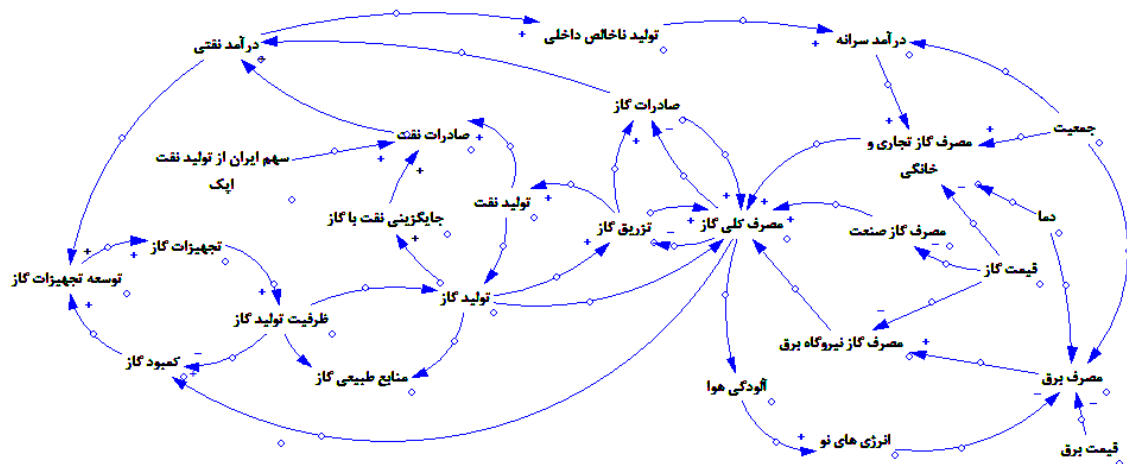 تولید ناخالص داخلی
درآمد سرانه
درآمد نفتی
صادرات گاز
جمعیت
صادرات نفت
مصرف گاز تجاری و
خانگی
سهم ایران از تولید نفت
اپک
تولید نفت
جایگزینی نفت با گاز
تزریق گاز
مصرف کلی گاز
مصرف گاز صنعت
دما
تجهیزات گاز
توسعه تجهیزات گاز
قیمت گاز
تولید گاز
ظرفیت تولید گاز
مصرف گاز نیروگاه برق
کمبود گاز
منابع طبیعی گاز
آلودگی هوا
مصرف برق
انرژی های نو
قیمت برق